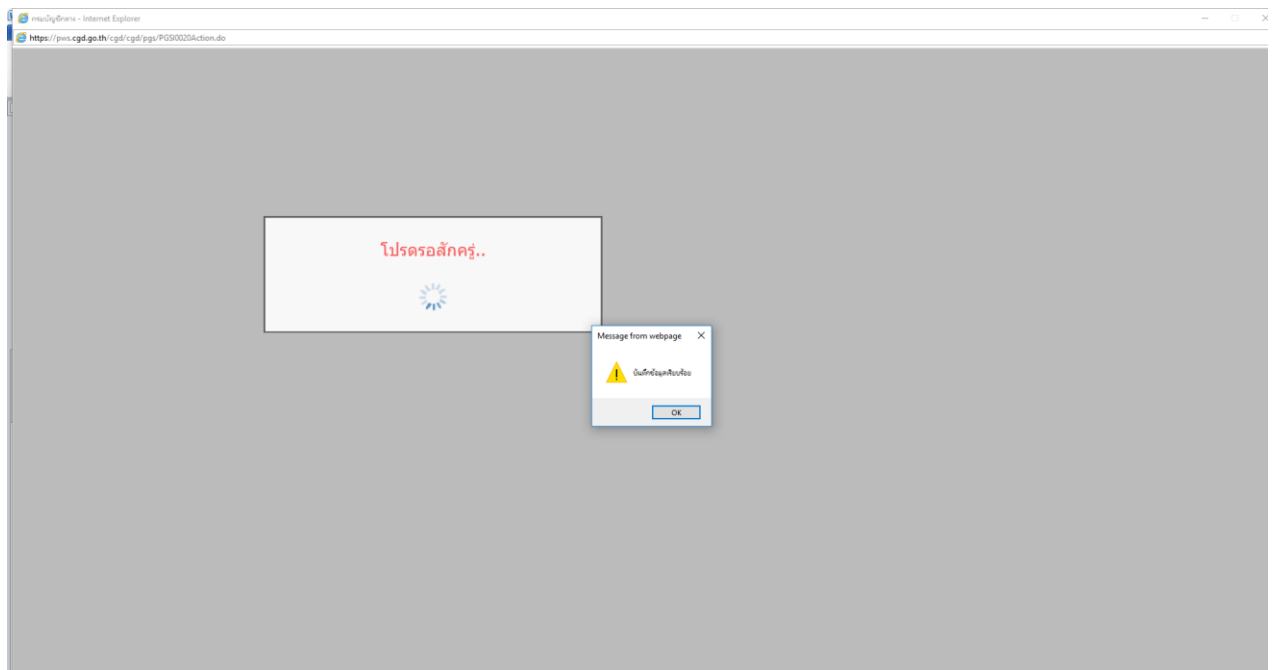 กรมบัญชีกลาง - Internet Explorer
https://pws.cgd.go.th/cgd/cgd/pgs/PGSI0020Action.do
โปรดรอสักครู่..
Message from webpage
บันทึกข้อมูลเรียบร้อย
OK